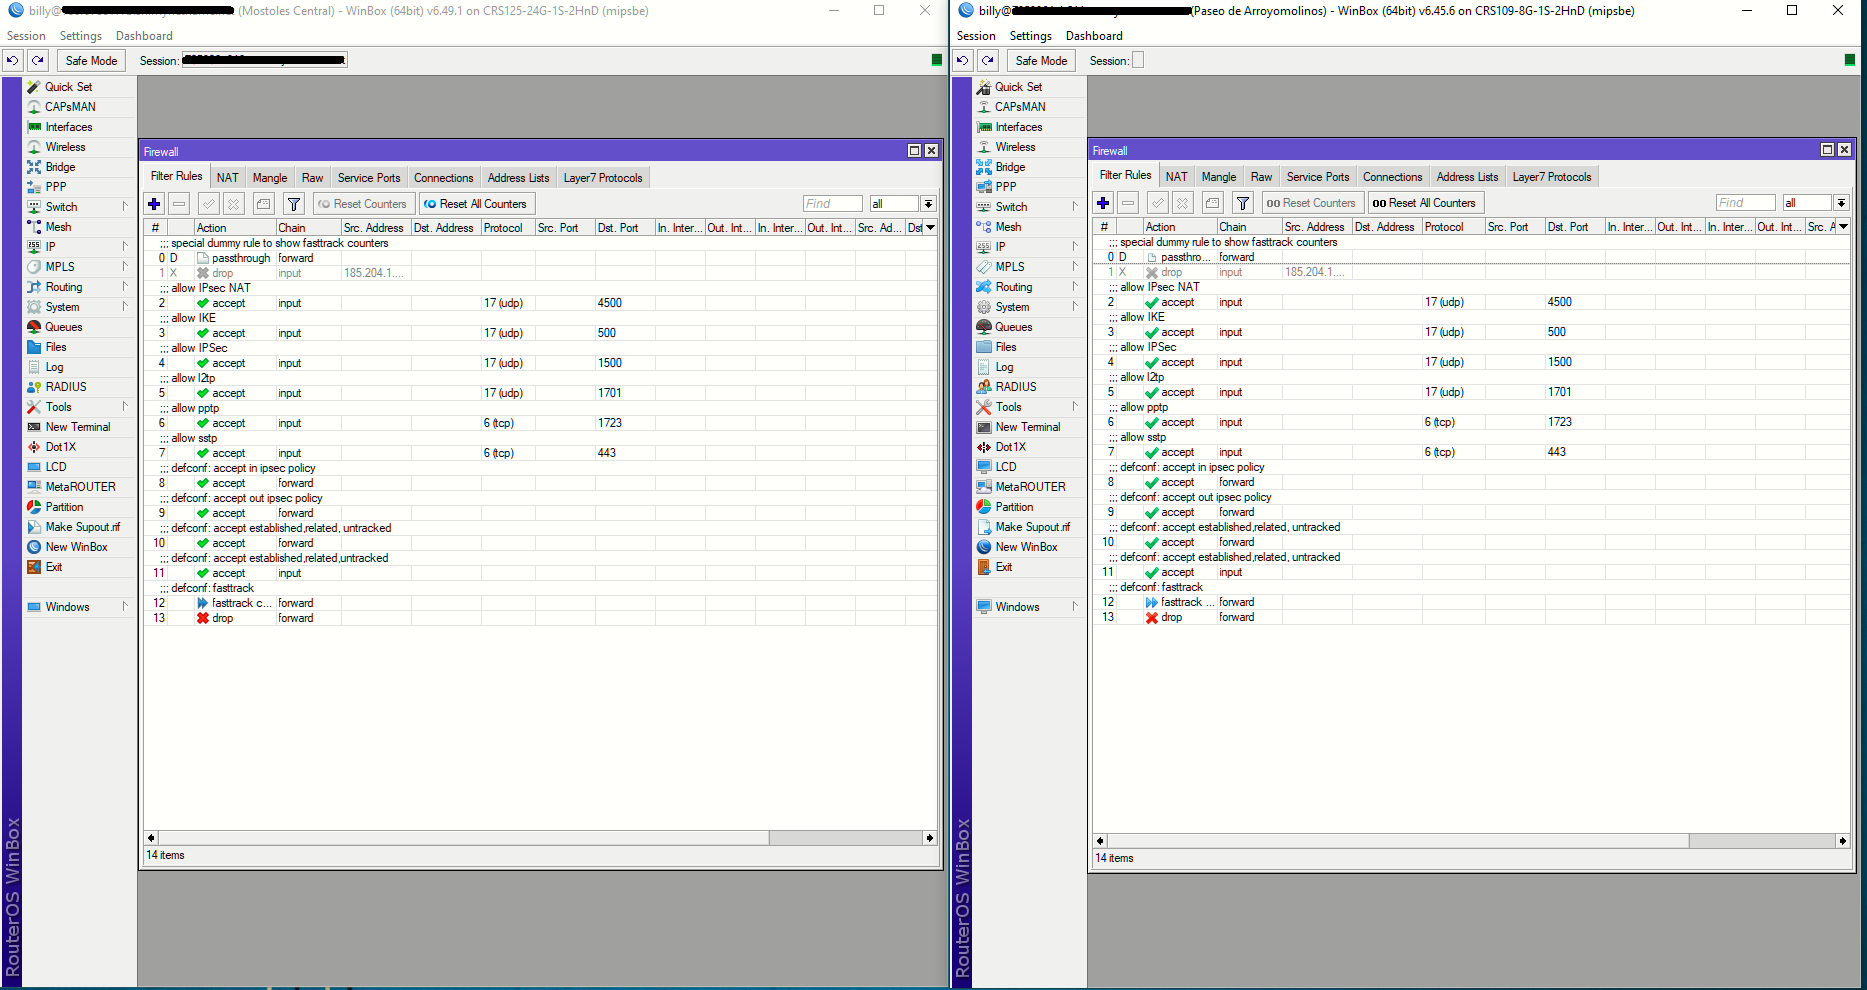 billy@ (Mostoles Central) - WinBox (64bit) v6.49.1 on CRS125-24G-1S-2HnD (mipsbe)
Session Settings Dashboard
Safe Mode Session:
Quick Set
CAPsMAN
Interfaces
Wireless
Bridge
PPP
Switch
Mesh
IP
MPLS
Routing
System
Queues
Files
Log
RADIUS
Tools
New Terminal
Dot1X
LCD
MetaROUTER
Partition
Make Supout.rif
New WinBox
Exit
Windows
RouterOS WinBox
Firewall
Filter Rules NAT Mangle Raw Service Ports Connections Address Lists Layer7 Protocols
Reset Counters Reset All Counters Find all
# Action Chain Src. Address Dst. Address Protocol Src. Port Dst. Port In. Inter... Out. Int... In. Inter... Out. Int... Src. Ad... Dst
;;; special dummy rule to show fasttrack counters
0 D passthrough forward
1 X drop input 185.204.1....
;;; allow IPsec NAT
2 accept input 17 (udp) 4500
;;; allow IKE
3 accept input 17 (udp) 500
;;; allow IPSec
4 accept input 17 (udp) 1500
;;; allow l2tp
5 accept input 17 (udp) 1701
;;; allow pptp
6 accept input 6 (tcp) 1723
;;; allow sstp
7 accept input 6 (tcp) 443
;;; defconf: accept in ipsec policy
8 accept forward
;;; defconf: accept out ipsec policy
9 accept forward
;;; defconf: accept established,related, untracked
10 accept forward
;;; defconf: accept established,related,untracked
11 accept input
;;; defconf: fasttrack
12 fasttrack c... forward
13 drop forward
14 items
billy@ (Paseo de Arroyomolinos) - WinBox (64bit) v6.45.6 on CRS109-8G-1S-2HnD (mipsbe)
Session Settings Dashboard
Safe Mode Session:
Quick Set
CAPsMAN
Interfaces
Wireless
Bridge
PPP
Switch
Mesh
IP
MPLS
Routing
System
Queues
Files
Log
RADIUS
Tools
New Terminal
Dot1X
LCD
MetaROUTER
Partition
Make Supout.rif
New WinBox
Exit
Windows
RouterOS WinBox
Firewall
Filter Rules NAT Mangle Raw Service Ports Connections Address Lists Layer7 Protocols
00 Reset Counters 00 Reset All Counters Find all
# Action Chain Src. Address Dst. Address Protocol Src. Port Dst. Port In. Inter... Out. Int... In. Inter... Out. Int... Src. A
;;; special dummy rule to show fasttrack counters
0 D passthro... forward
1 X drop input 185.204.1....
;;; allow IPsec NAT
2 accept input 17 (udp) 4500
;;; allow IKE
3 accept input 17 (udp) 500
;;; allow IPSec
4 accept input 17 (udp) 1500
;;; allow l2tp
5 accept input 17 (udp) 1701
;;; allow pptp
6 accept input 6 (tcp) 1723
;;; allow sstp
7 accept input 6 (tcp) 443
;;; defconf: accept in ipsec policy
8 accept forward
;;; defconf: accept out ipsec policy
9 accept forward
;;; defconf: accept established,related, untracked
10 accept forward
;;; defconf: accept established,related, untracked
11 accept input
;;; defconf: fasttrack
12 fasttrack ... forward
13 drop forward
14 items